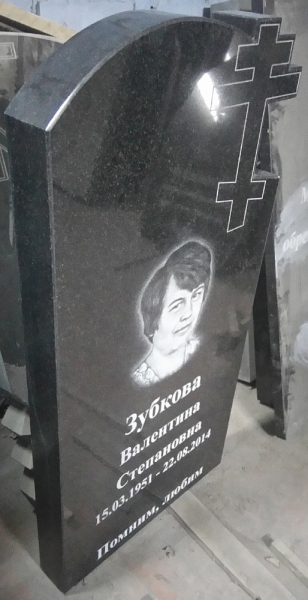 Зубкова
Валентина
Степановна
15.03.1951 - 22.08.2014
Помним, любим